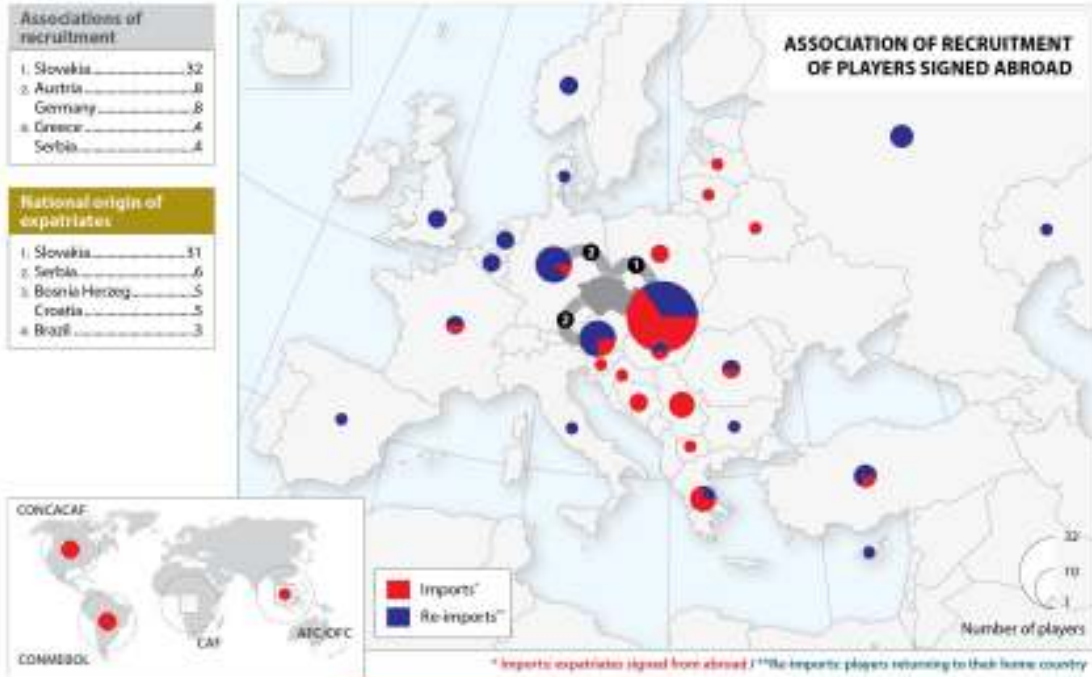 Associations of
recruitment
1. Slovakia 32
2. Austria 8
Germany 8
4. Greece 4
Serbia 4
National origin of
expatriates
1. Slovakia 31
2. Serbia 6
3. Bosnia Herzeg. 5
Croatia 5
Brazil 3
ASSOCIATION OF RECRUITMENT
OF PLAYERS SIGNED ABROAD
2
1
2
CONCACAF
CONMEBOL
CAF
AFC/OFC
Imports*
Re-imports**
32
10
1
Number of players
* Imports: expatriates signed from abroad / **Re-imports: players returning to their home country